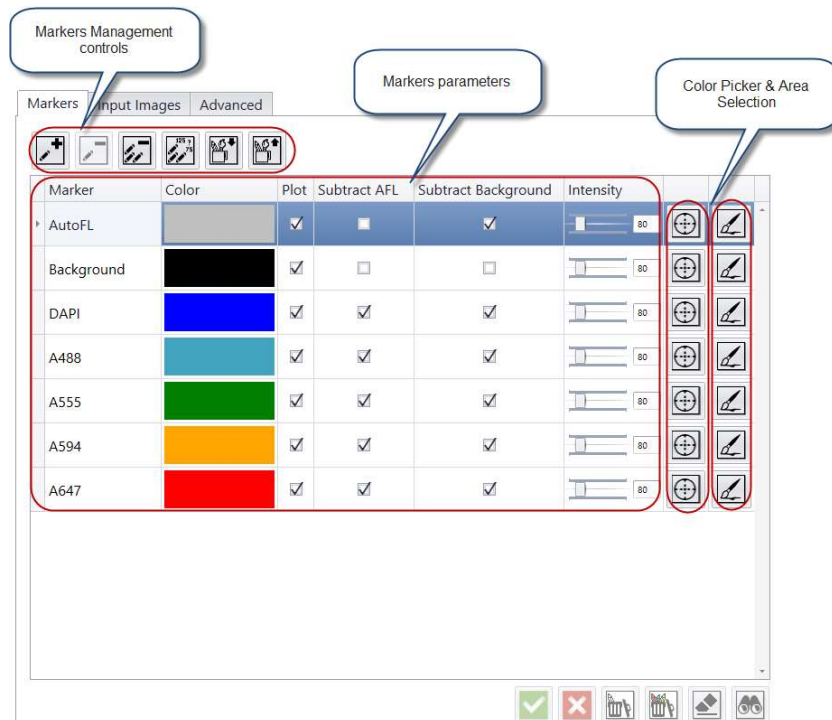 Markers Management
controls
Markers parameters
Color Picker & Area
Selection
Markers Input Images Advanced
Marker Color Plot Subtract AFL Subtract Background Intensity
AutoFL 80
Background 80
DAPI 80
A488 80
A555 80
A594 80
A647 80